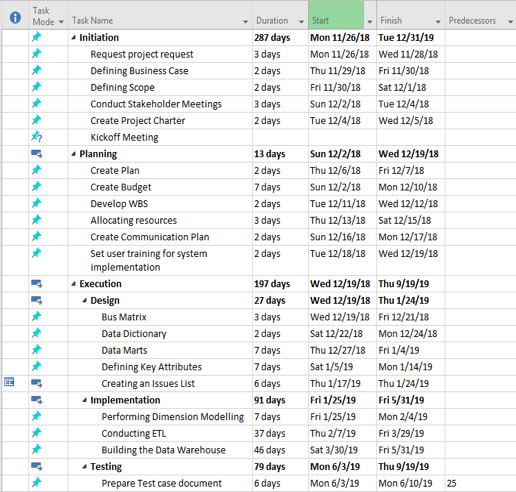 Task Mode Task Name Duration Start Finish Predecessors
Initiation 287 days Mon 11/26/18 Tue 12/31/19
Request project request 3 days Mon 11/26/18 Wed 11/28/18
Defining Business Case 2 days Thu 11/29/18 Fri 11/30/18
Defining Scope 2 days Fri 11/30/18 Sat 12/1/18
Conduct Stakeholder Meetings 3 days Sun 12/2/18 Tue 12/4/18
Create Project Charter 2 days Tue 12/4/18 Wed 12/5/18
Kickoff Meeting
Planning 13 days Sun 12/2/18 Wed 12/19/18
Create Plan 2 days Thu 12/6/18 Fri 12/7/18
Create Budget 7 days Sun 12/2/18 Mon 12/10/18
Develop WBS 2 days Tue 12/11/18 Wed 12/12/18
Allocating resources 3 days Thu 12/13/18 Sat 12/15/18
Create Communication Plan 2 days Sun 12/16/18 Mon 12/17/18
Set user training for system implementation 2 days Tue 12/18/18 Wed 12/19/18
Execution 197 days Wed 12/19/18 Thu 9/19/19
Design 27 days Wed 12/19/18 Thu 1/24/19
Bus Matrix 3 days Wed 12/19/18 Fri 12/21/18
Data Dictionary 2 days Sat 12/22/18 Mon 12/24/18
Data Marts 7 days Thu 12/27/18 Fri 1/4/19
Defining Key Attributes 7 days Sat 1/5/19 Mon 1/14/19
Creating an Issues List 6 days Thu 1/17/19 Thu 1/24/19
Implementation 91 days Fri 1/25/19 Fri 5/31/19
Performing Dimension Modelling 7 days Fri 1/25/19 Mon 2/4/19
Conducting ETL 37 days Thu 2/7/19 Fri 3/29/19
Building the Data Warehouse 46 days Sat 3/30/19 Fri 5/31/19
Testing 79 days Mon 6/3/19 Thu 9/19/19
Prepare Test case document 6 days Mon 6/3/19 Mon 6/10/19 25